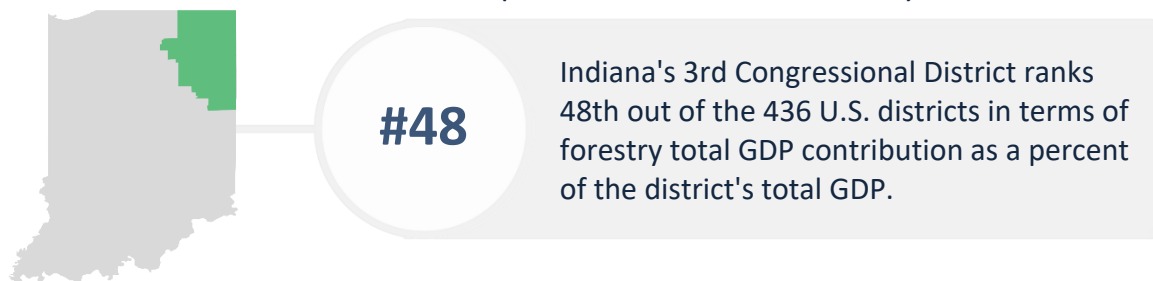 #48
Indiana's 3rd Congressional District ranks
48th out of the 436 U.S. districts in terms of
forestry total GDP contribution as a percent
of the district's total GDP.